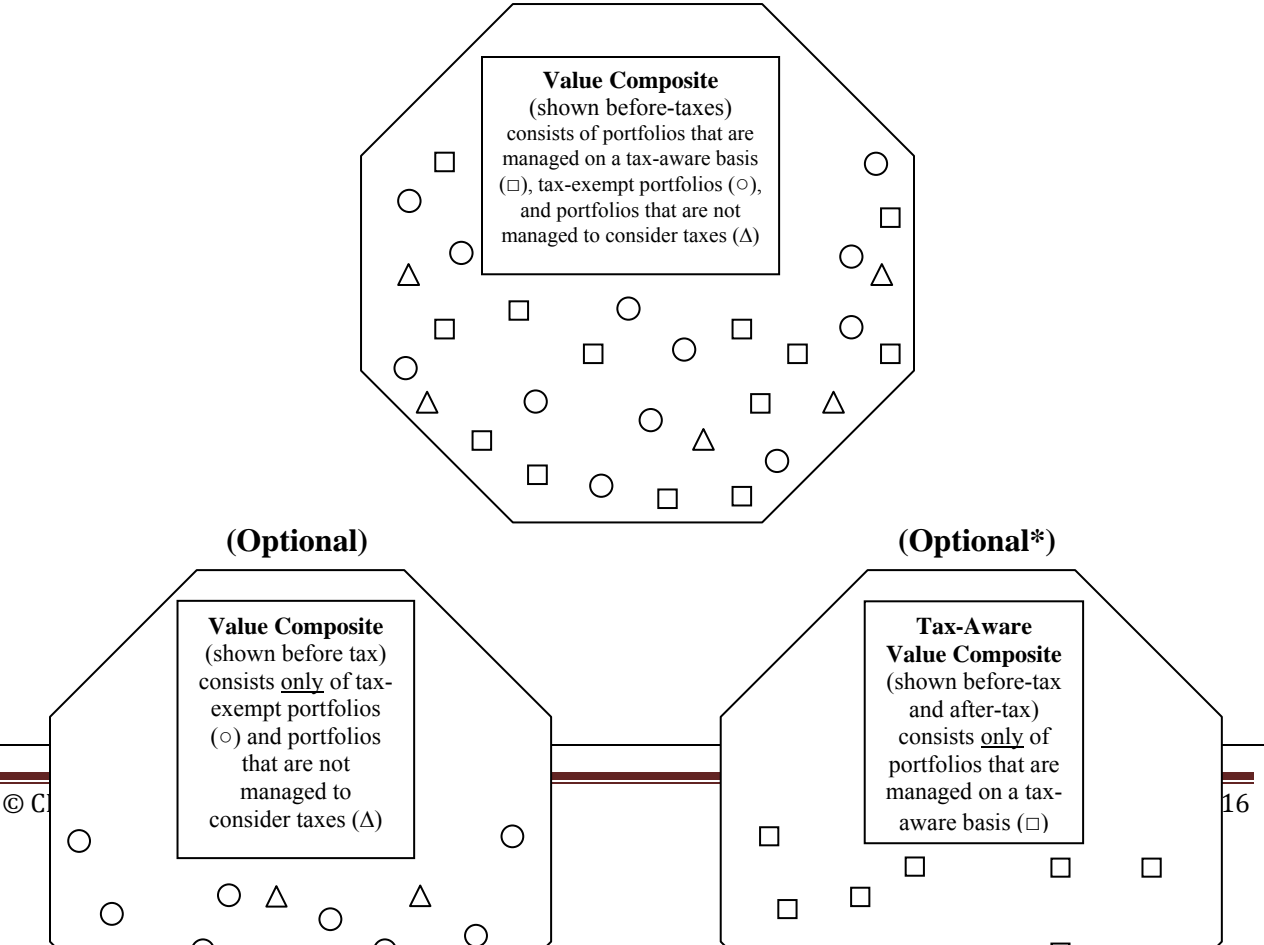 Value Composite
(shown before-taxes)
consists of portfolios that are
managed on a tax-aware basis
(□), tax-exempt portfolios (○),
and portfolios that are not
managed to consider taxes (Δ)
(Optional)
(Optional*)
Value Composite
(shown before tax)
consists only of tax-
exempt portfolios
(○) and portfolios
that are not
managed to
consider taxes (Δ)
Tax-Aware
Value Composite
(shown before-tax
and after-tax)
consists only of
portfolios that are
managed on a tax-
aware basis (□)
©
16